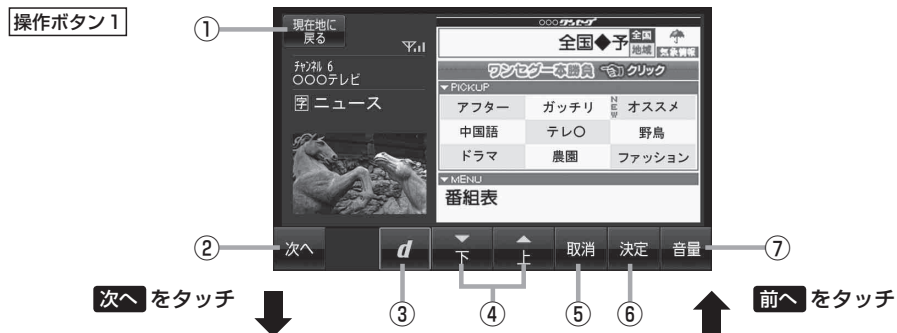 操作ボタン1
①
現在地に
戻る
○○○ワンセグ
全国◆予
全国
地域
気象情報
チャンネル 6
○○○テレビ
字 ニュース
ワンセグ一本勝負 クリック
▼PICKUP
アフター ガッチリ NEW オススメ
中国語 テレ○ 野鳥
ドラマ 農園 ファッション
▼MENU
番組表
② 次へ d ▼下 ▲上 取消 決定 音量 ⑦
次へ をタッチ ③ ④ ⑤ ⑥ 前へ をタッチ